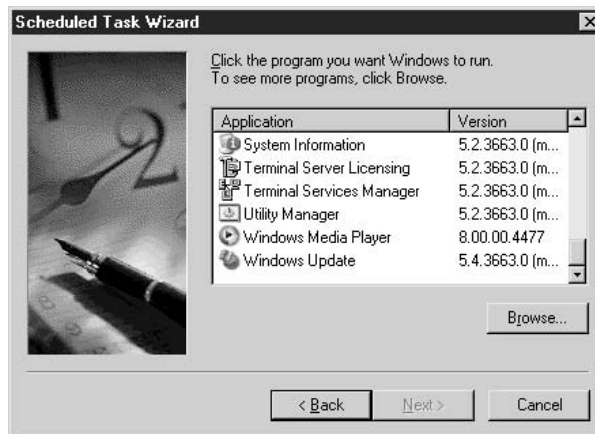 Scheduled Task Wizard
Click the program you want Windows to run.
To see more programs, click Browse.
Application Version
System Information 5.2.3663.0 (m...
Terminal Server Licensing 5.2.3663.0 (m...
Terminal Services Manager 5.2.3663.0 (m...
Utility Manager 5.2.3663.0 (m...
Windows Media Player 8.00.00.4477
Windows Update 5.4.3663.0 (m...
Browse...
< Back Next > Cancel